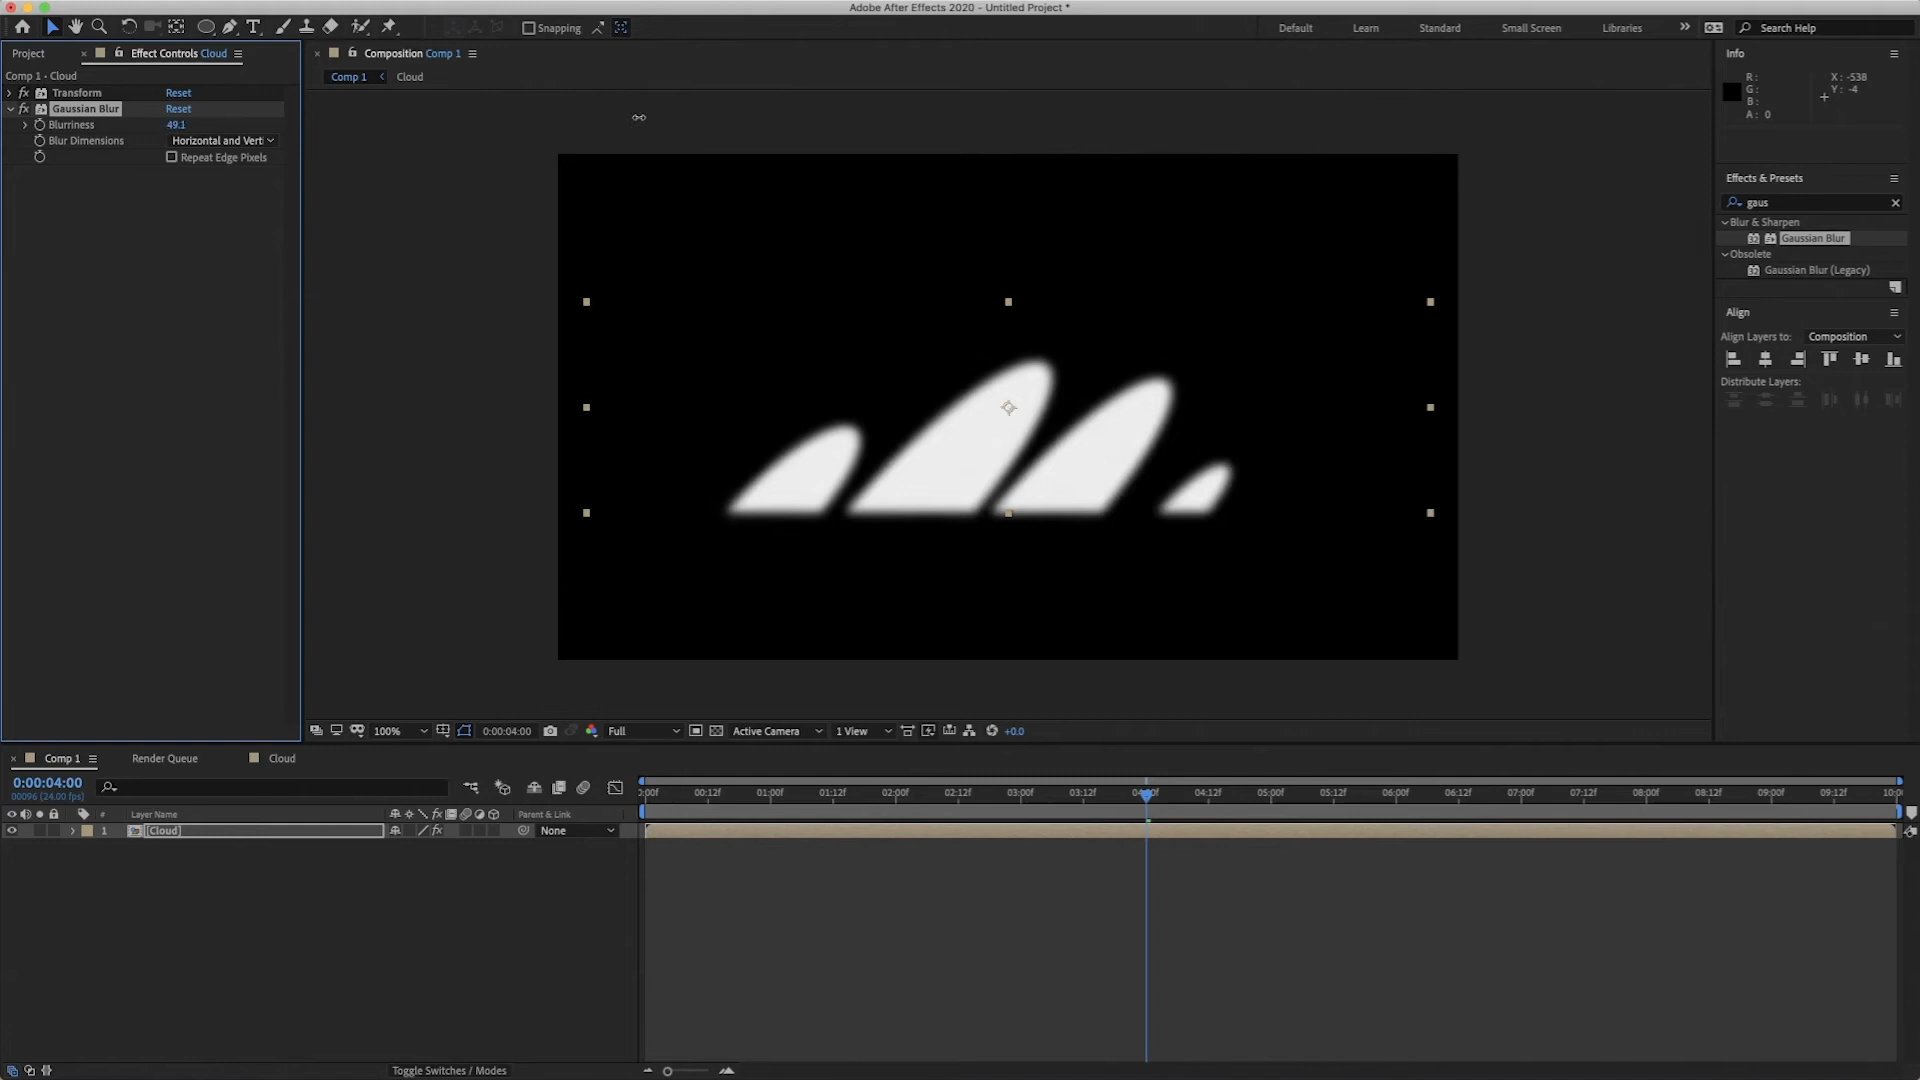 Adobe After Effects 2020 - Untitled Project *
Snapping
Default
Learn
Standard
Small Screen
Libraries
Search Help
Project
Effect Controls Cloud
Composition Comp 1
Info
Comp 1 - Cloud
Comp 1
Cloud
R:
G:
B:
A: 0
X: -538
Y: -4
fx Transform Reset
fx Gaussian Blur Reset
Blurriness 49.1
Blur Dimensions Horizontal and Verti
Repeat Edge Pixels
Effects & Presets
gaus
Blur & Sharpen
Gaussian Blur
Obsolete
Gaussian Blur (Legacy)
Align
Align Layers to: Composition
Distribute Layers:
100%
0:00:04:00
Full
Active Camera
1 View
+0.0
Comp 1
Render Queue
Cloud
0:00:04:00
00096 (24.00 fps)
:00f 00:12f 01:00f 01:12f 02:00f 02:12f 03:00f 03:12f 04:12f 05:00f 05:12f 06:00f 06:12f 07:00f 07:12f 08:00f 08:12f 09:00f 09:12f 10:0
# Layer Name fx Parent & Link
1 [Cloud] fx None
Toggle Switches / Modes